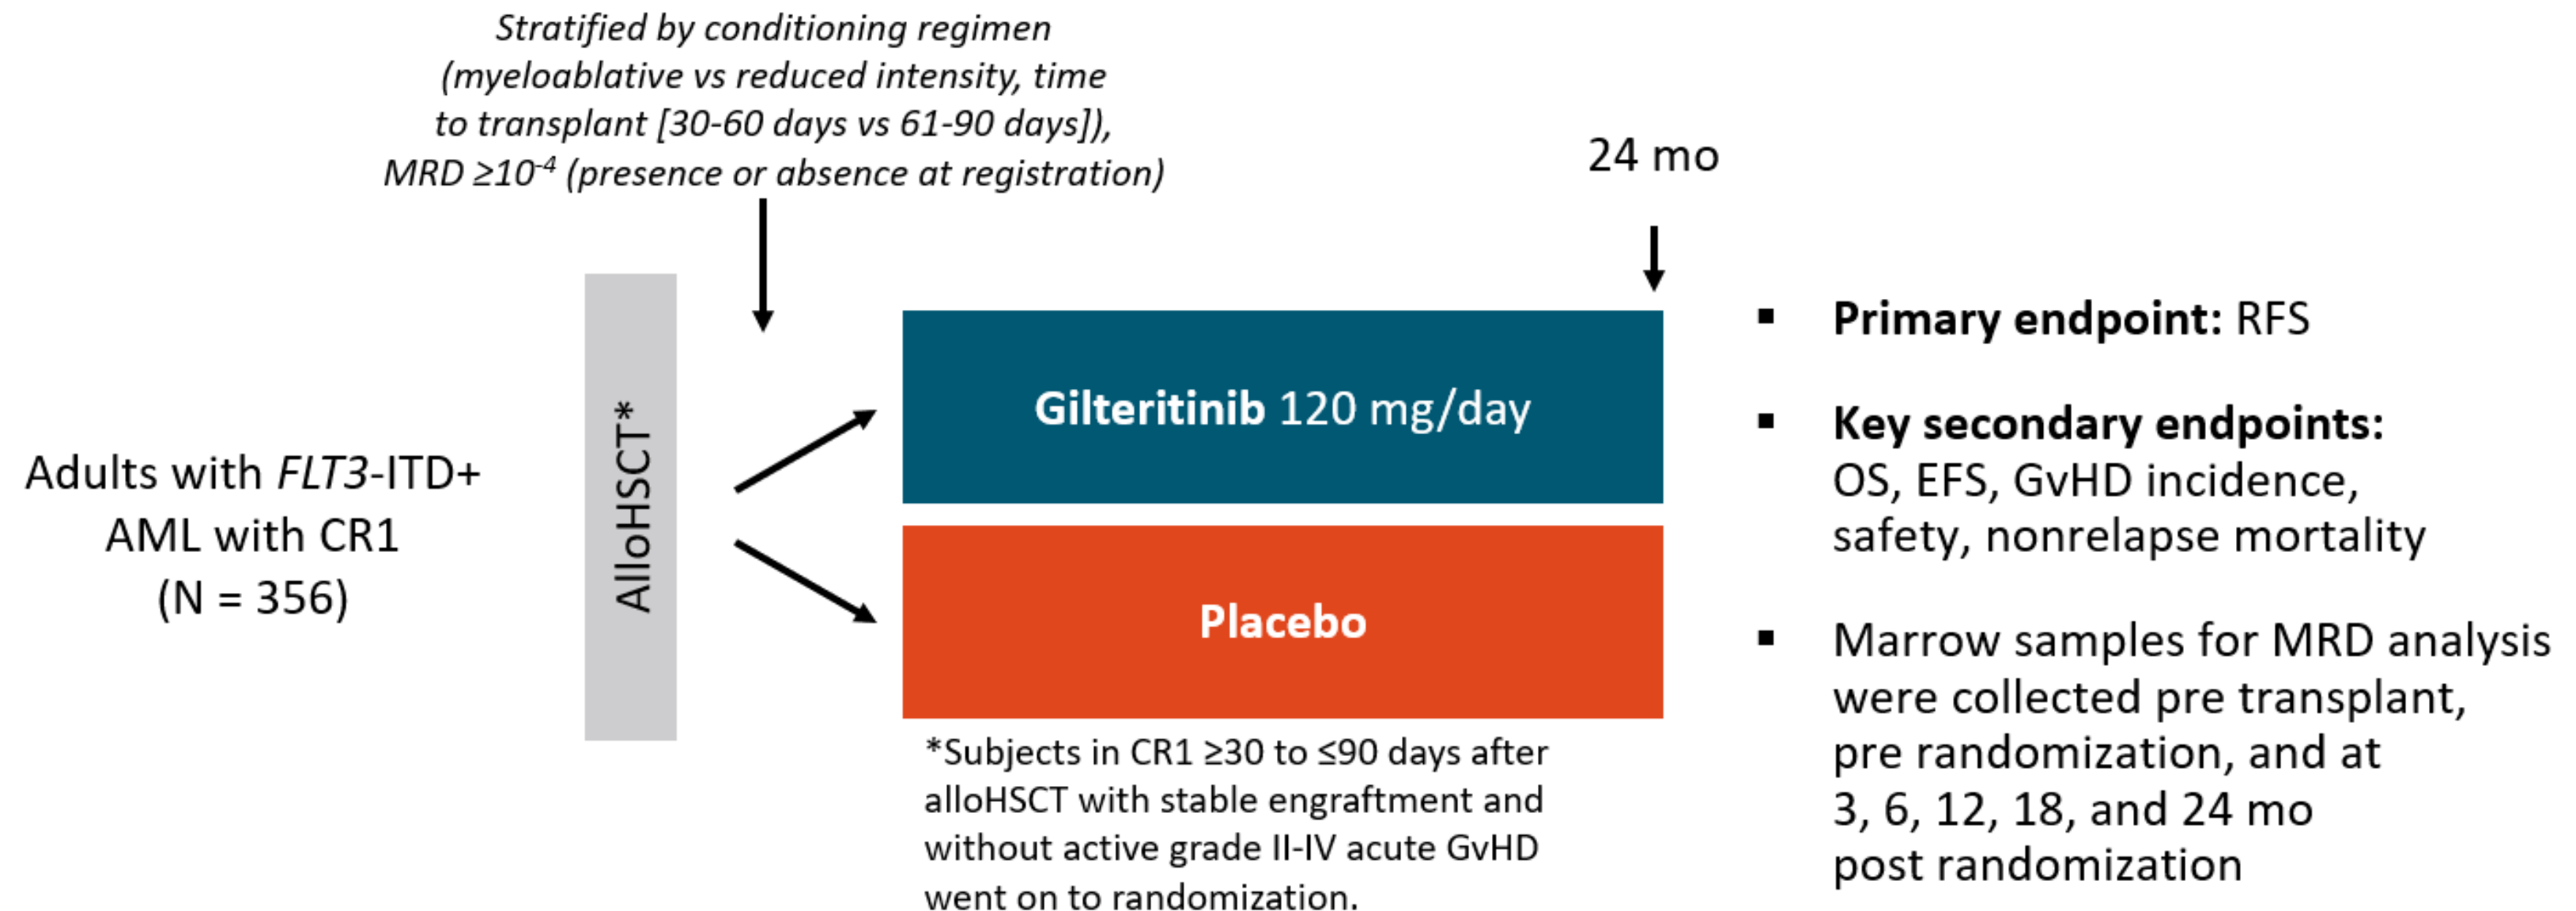 Stratified by conditioning regimen
(myeloablative vs reduced intensity, time
to transplant [30-60 days vs 61-90 days]),
MRD ≥10-4 (presence or absence at registration)
24 mo
Adults with FLT3-ITD+
AML with CR1
(N = 356)
AlloHSCT*
Gilteritinib 120 mg/day
Placebo
*Subjects in CR1 ≥30 to ≤90 days after
alloHSCT with stable engraftment and
without active grade II-IV acute GvHD
went on to randomization.
▪ Primary endpoint: RFS
▪ Key secondary endpoints:
OS, EFS, GvHD incidence,
safety, nonrelapse mortality
▪ Marrow samples for MRD analysis
were collected pre transplant,
pre randomization, and at
3, 6, 12, 18, and 24 mo
post randomization